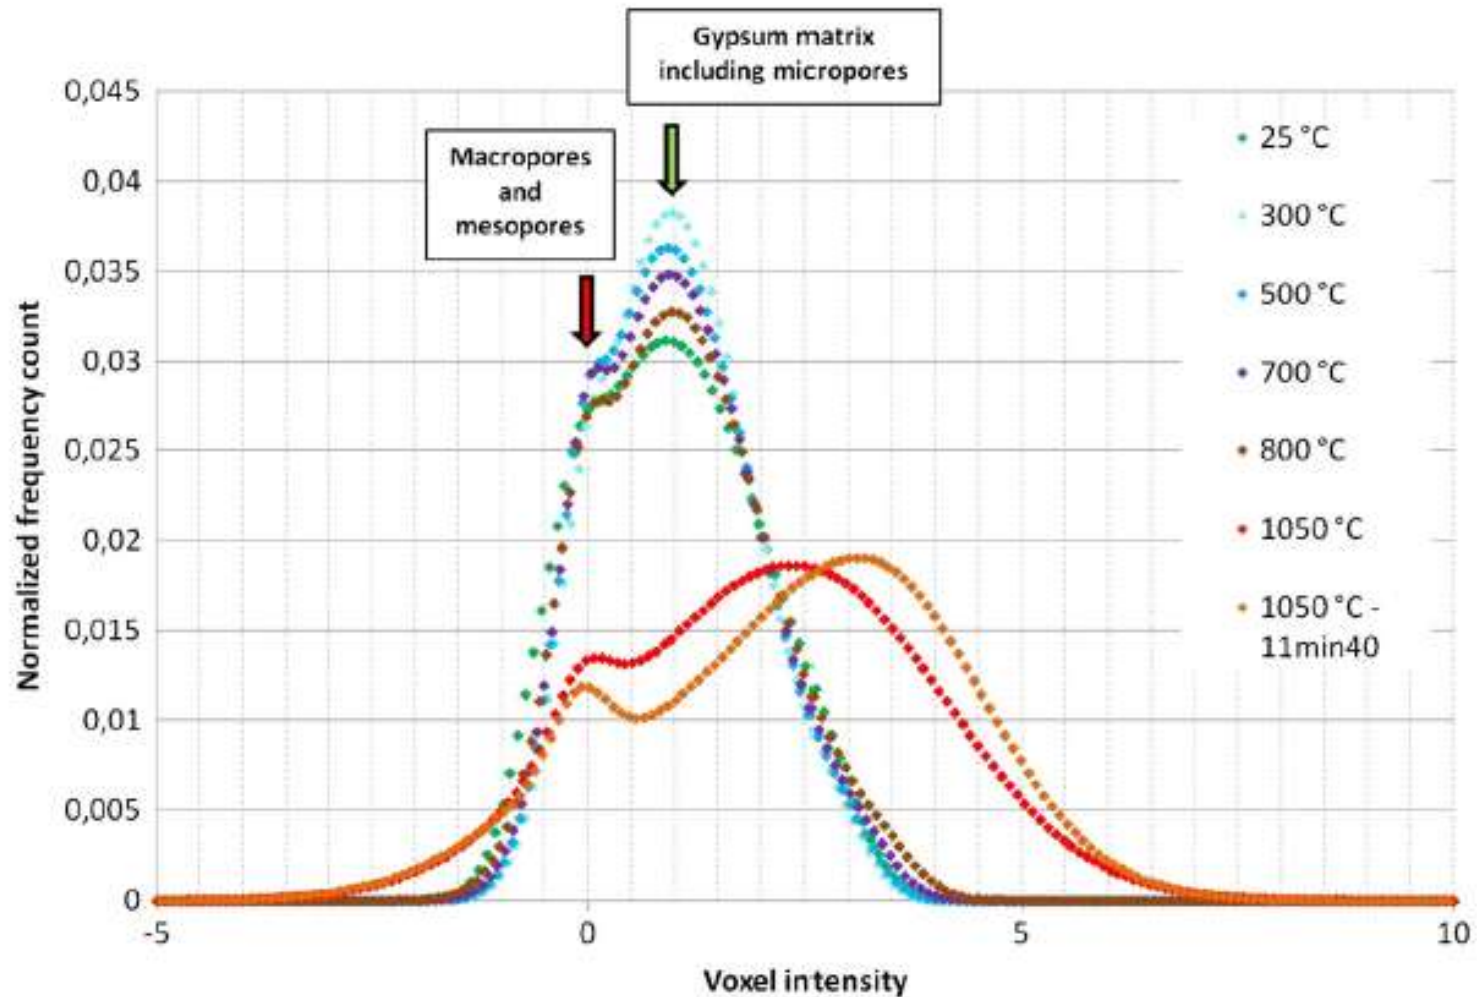 Gypsum matrix
including micropores
Macropores
and
mesopores
0,045
0,04
0,035
0,03
0,025
0,02
0,015
0,01
0,005
0
Normalized frequency count
-5
0
5
10
Voxel intensity
25 °C
300 °C
500 °C
700 °C
800 °C
1050 °C
1050 °C -
11min40